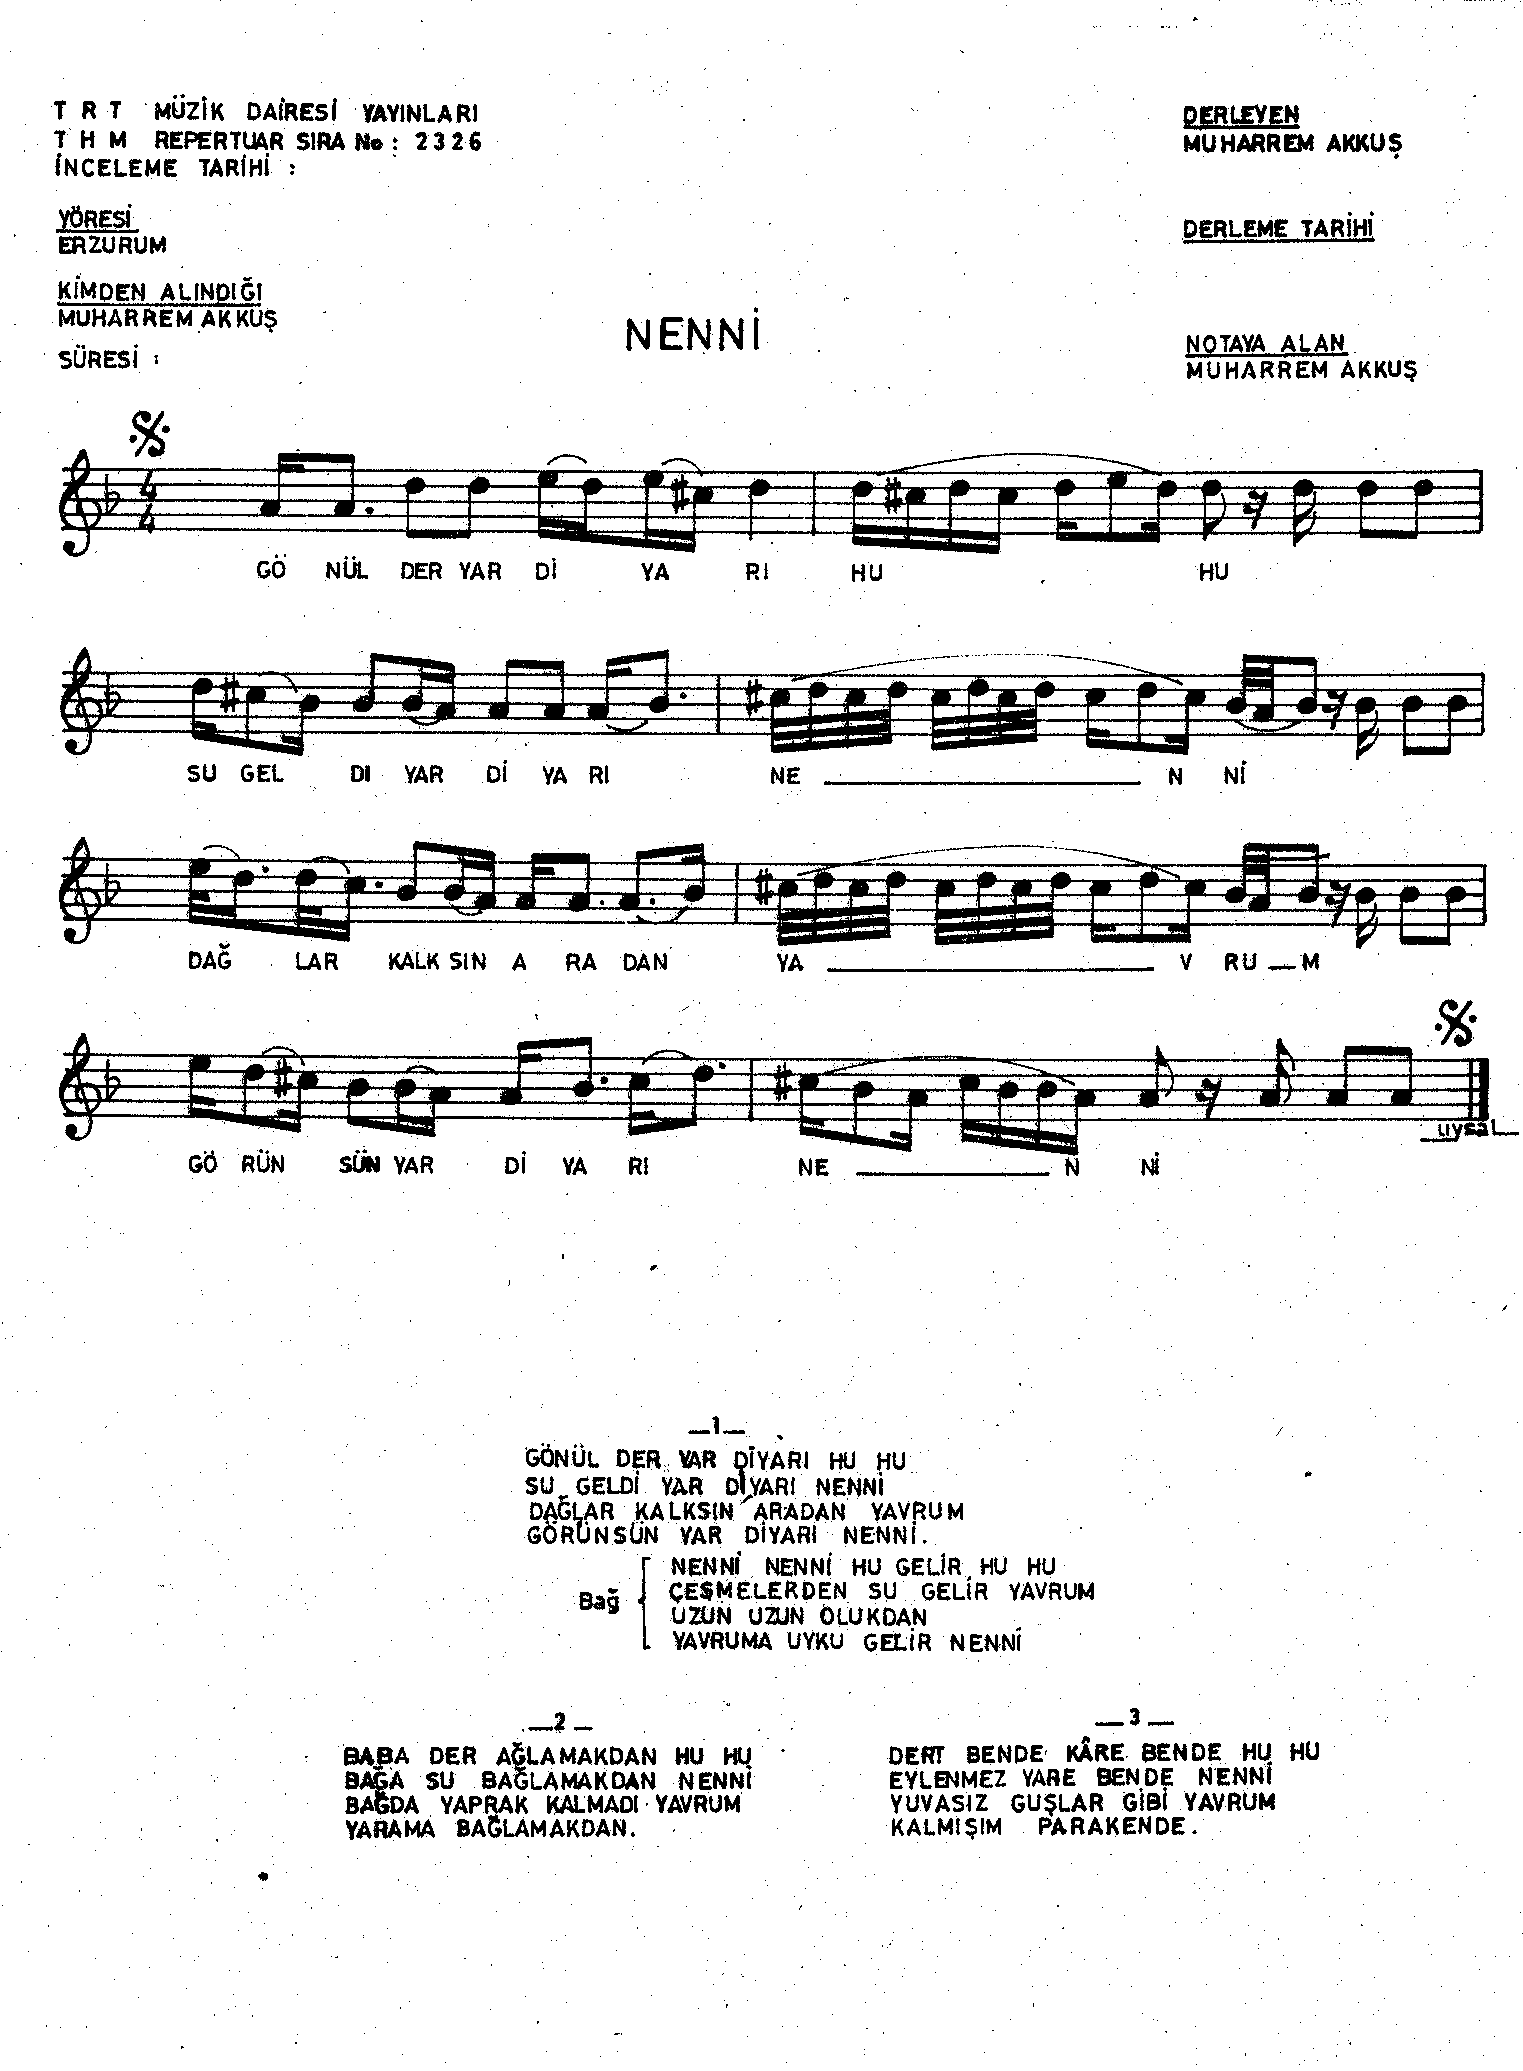 T R T MÜZİK DAİRESİ YAYINLARI
T H M REPERTUAR SIRA No : 2326
İNCELEME TARİHİ :
YÖRESİ
ERZURUM
KİMDEN ALINDIĞI
MUHARREM AKKUŞ
SÜRESİ :
DERLEYEN
MUHARREM AKKUŞ
DERLEME TARİHİ
NOTAYA ALAN
MUHARREM AKKUŞ
NENNİ
4
4
GÖ NÜL DER YAR Dİ YA RI HU HU
SU GEL DI YAR Dİ YA RI NE N Nİ
DAĞ LAR KALK SIN A RA DAN YA V RU M
GÖ RÜN SÜN YAR Dİ YA RI NE N Nİ
uysal
1
GÖNÜL DER YAR DİYARI HU HU
SU GELDİ YAR DİYARI NENNİ
DAĞLAR KALKSIN ARADAN YAVRUM
GÖRÜNSÜN YAR DİYARI NENNİ.
Bağ
NENNİ NENNİ HU GELİR HU HU
ÇEŞMELERDEN SU GELİR YAVRUM
UZUN UZUN OLUKDAN
YAVRUMA UYKU GELİR NENNİ
2
BABA DER AĞLAMAKDAN HU HU
BAĞA SU BAĞLAMAKDAN NENNİ
BAĞDA YAPRAK KALMADI YAVRUM
YARAMA BAĞLAMAKDAN.
3
DERT BENDE KÂRE BENDE HU HU
EYLENMEZ YARE BENDE NENNİ
YUVASIZ GUŞLAR GİBİ YAVRUM
KALMIŞIM PARAKENDE.